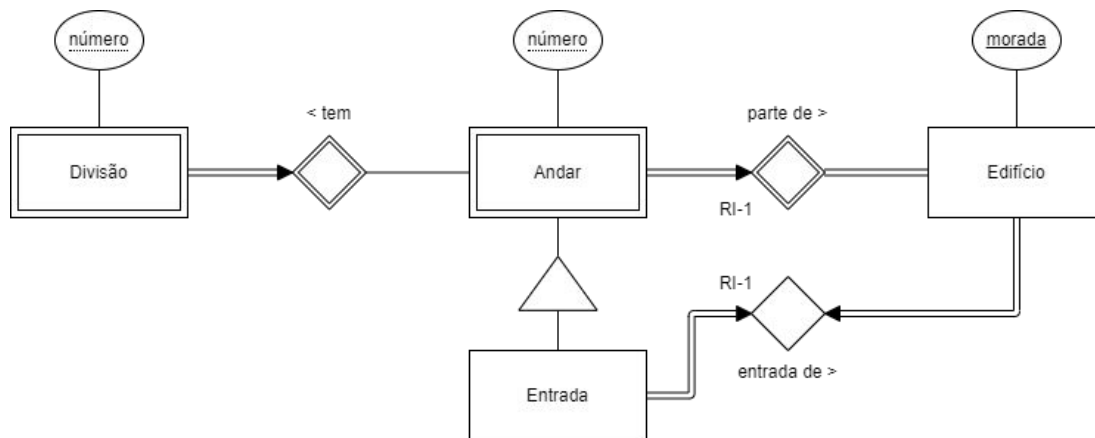 número
número
morada
< tem
parte de >
Divisão
Andar
Edifício
RI-1
RI-1
entrada de >
Entrada